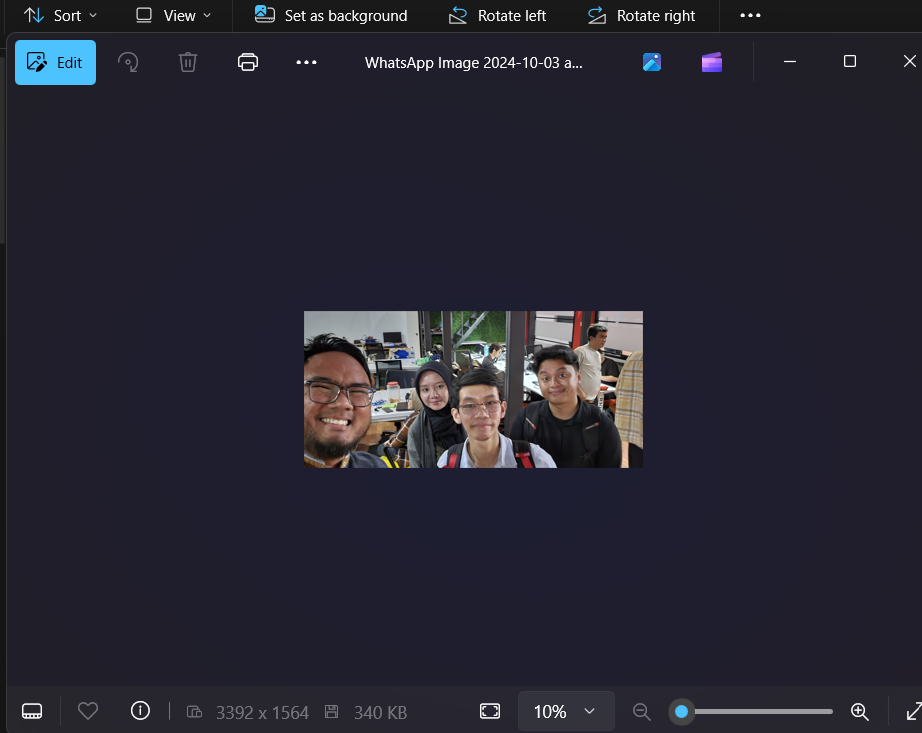 Sort View Set as background Rotate left Rotate right
Edit WhatsApp Image 2024-10-03 a...
3392 x 1564 340 KB 10%